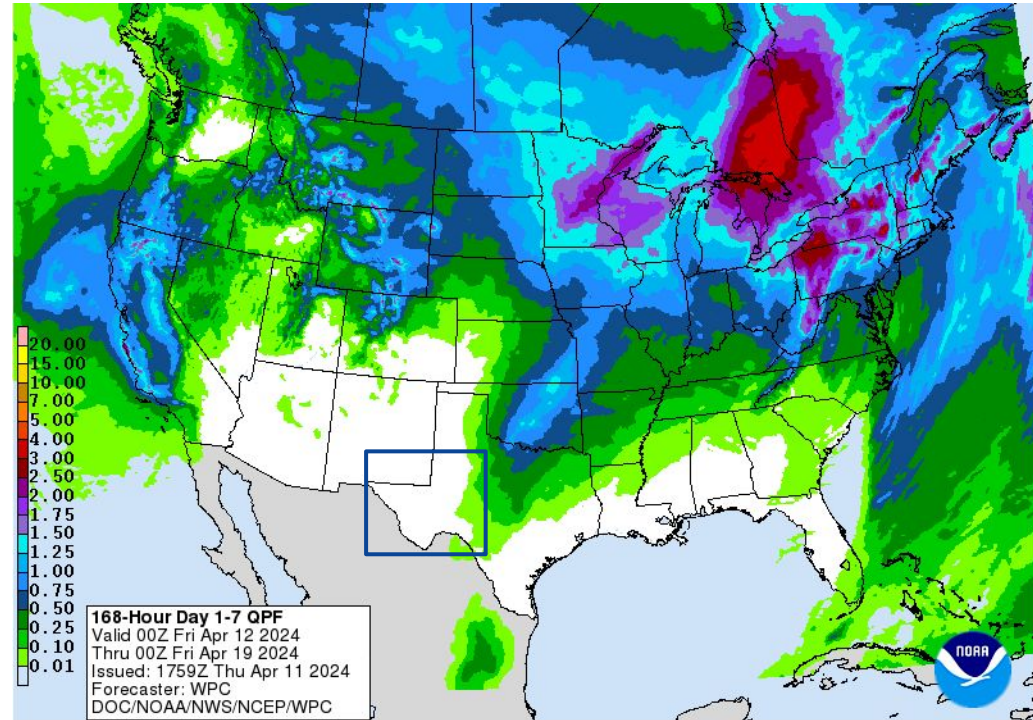 20.00
15.00
10.00
7.00
5.00
4.00
3.00
2.50
2.00
1.75
1.50
1.25
1.00
0.75
0.50
0.25
0.10
0.01
168-Hour Day 1-7 QPF
Valid 00Z Fri Apr 12 2024
Thru 00Z Fri Apr 19 2024
Issued: 1759Z Thu Apr 11 2024
Forecaster: WPC
DOC/NOAA/NWS/NCEP/WPC
NOAA